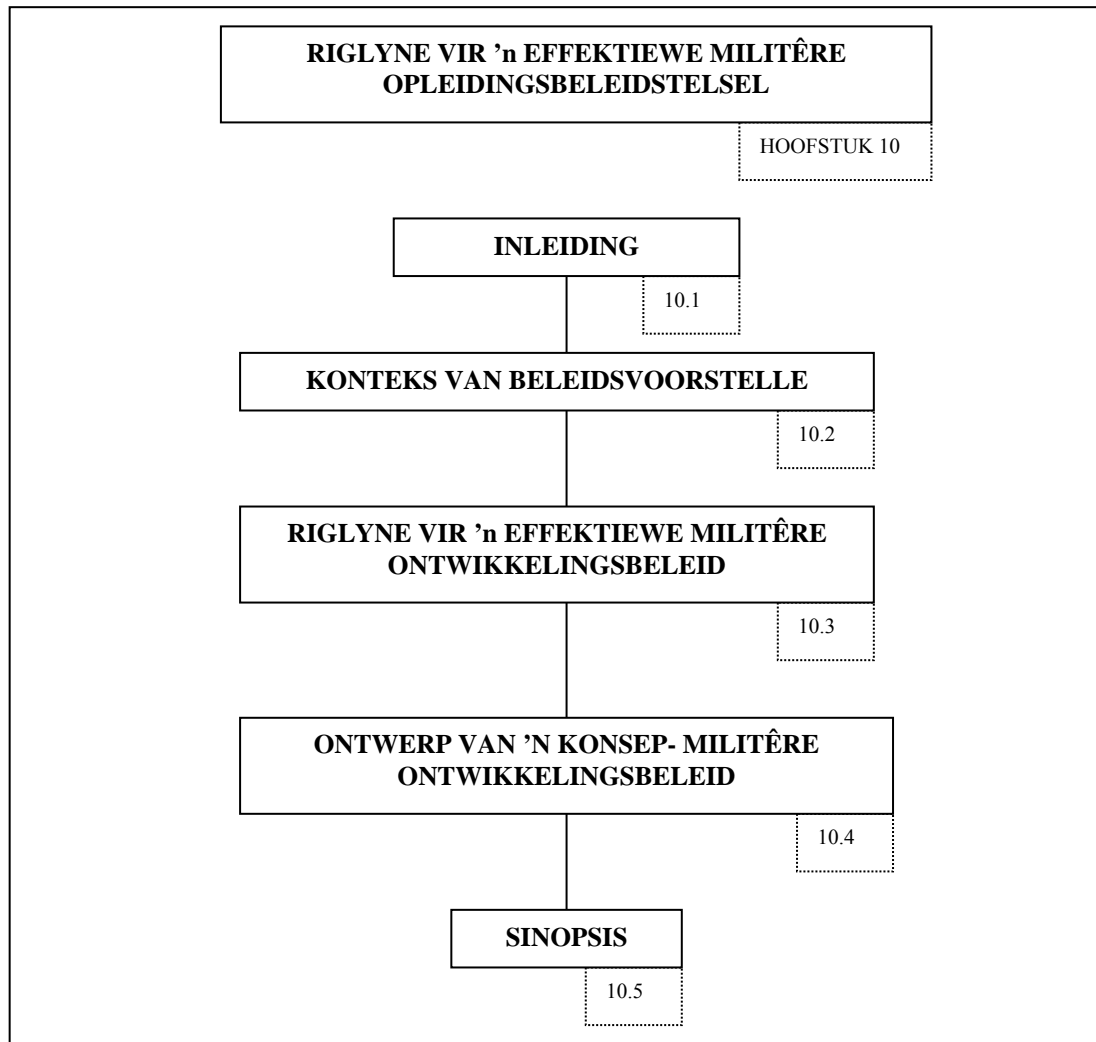 RIGLYNE VIR ’n EFFEKTIEWE MILITÊRE
OPLEIDINGSBELEIDSTELSEL
HOOFSTUK 10
INLEIDING
10.1
KONTEKS VAN BELEIDSVOORSTELLE
10.2
RIGLYNE VIR ’n EFFEKTIEWE MILITÊRE
ONTWIKKELINGSBELEID
10.3
ONTWERP VAN ’N KONSEP- MILITÊRE
ONTWIKKELINGSBELEID
10.4
SINOPSIS
10.5